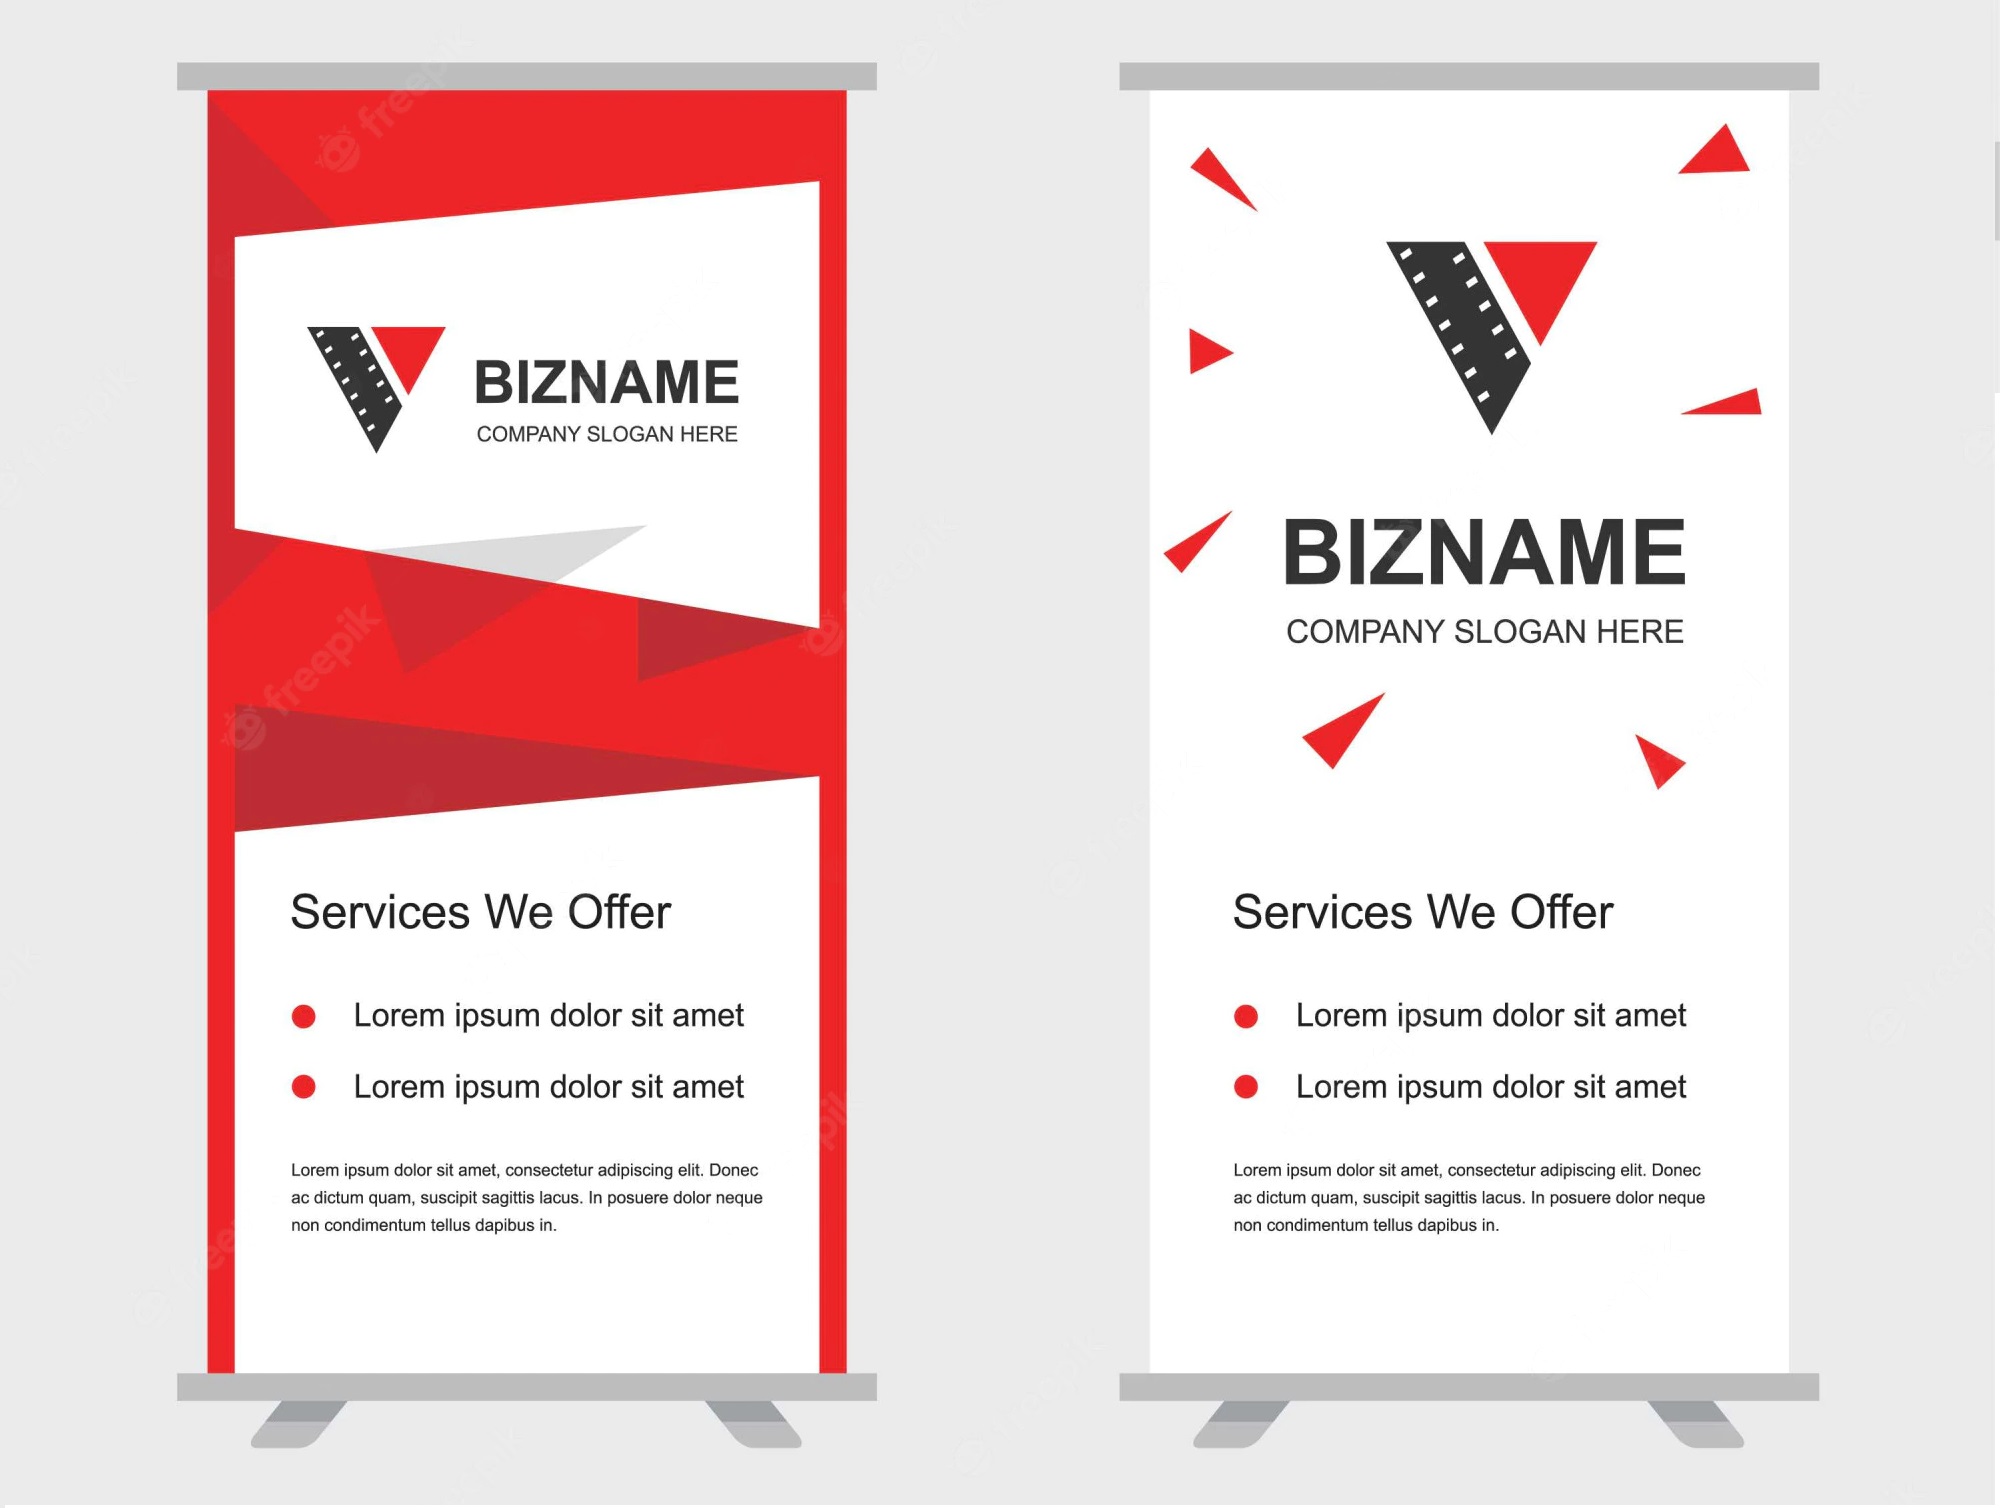 BIZNAME
COMPANY SLOGAN HERE
Services We Offer
Lorem ipsum dolor sit amet
Lorem ipsum dolor sit amet
Lorem ipsum dolor sit amet, consectetur adipiscing elit. Donec
ac dictum quam, suscipit sagittis lacus. In posuere dolor neque
non condimentum tellus dapibus in.
BIZNAME
COMPANY SLOGAN HERE
Services We Offer
Lorem ipsum dolor sit amet
Lorem ipsum dolor sit amet
Lorem ipsum dolor sit amet, consectetur adipiscing elit. Donec
ac dictum quam, suscipit sagittis lacus. In posuere dolor neque
non condimentum tellus dapibus in.
freepik
freepik